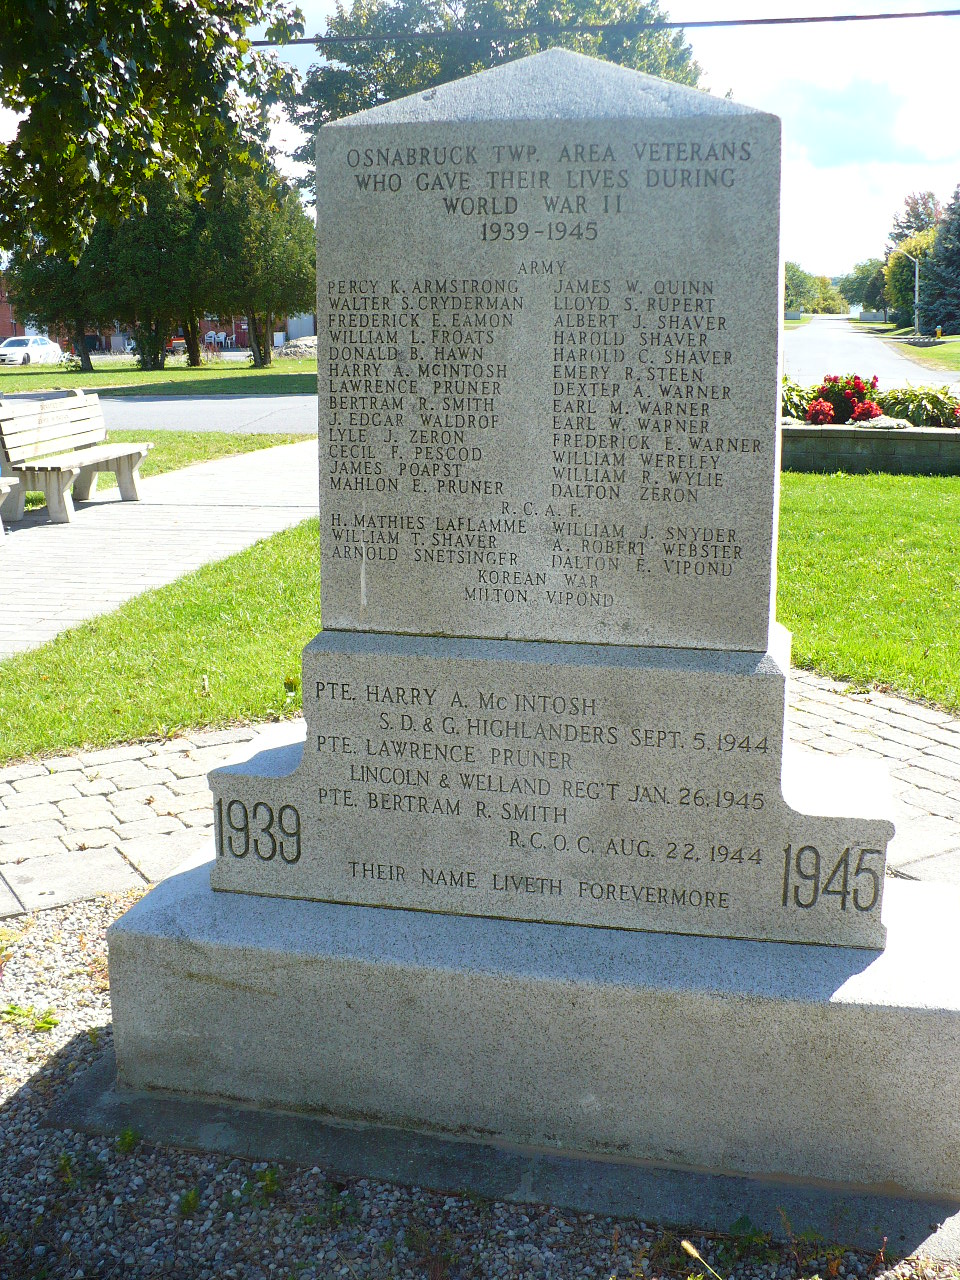 OSNABRUCK TWP. AREA VETERANS
WHO GAVE THEIR LIVES DURING
WORLD WAR II
1939-1945
ARMY
PERCY K. ARMSTRONG
WALTER S. CRYDERMAN
FREDERICK E. EAMON
WILLIAM L. FROATS
DONALD B. HAWN
HARRY A. McINTOSH
LAWRENCE PRUNER
BERTRAM R. SMITH
J. EDGAR WALDROF
LYLE J. ZERON
CECIL F. PESCOD
JAMES POAPST
MAHLON E. PRUNER
JAMES W. QUINN
LLOYD S. RUPERT
ALBERT J. SHAVER
HAROLD SHAVER
HAROLD C. SHAVER
EMERY R. STEEN
DEXTER A. WARNER
EARL M. WARNER
EARL W. WARNER
FREDERICK E. WARNER
WILLIAM WERELEY
WILLIAM R. WYLIE
DALTON ZERON
R.C.A.F.
H. MATHIES LAFLAMME
WILLIAM T. SHAVER
ARNOLD SNETSINGER
WILLIAM J. SNYDER
A. ROBERT WEBSTER
DALTON E. VIPOND
KOREAN WAR
MILTON VIPOND
PTE. HARRY A. Mc INTOSH
S.D. & G. HIGHLANDERS SEPT. 5, 1944
PTE. LAWRENCE PRUNER
LINCOLN & WELLAND REG'T JAN. 26, 1945
PTE. BERTRAM R. SMITH
R.C.O.C. AUG. 22, 1944
1939
THEIR NAME LIVETH FOREVERMORE
1945